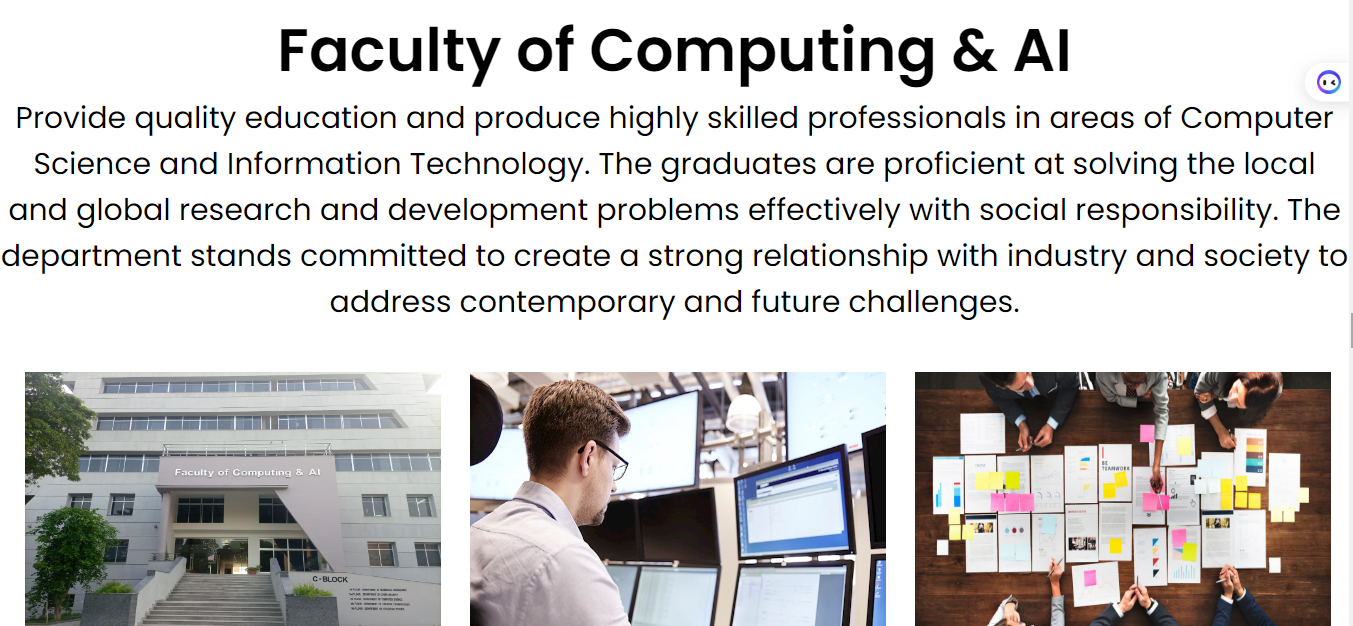 Faculty of Computing & AI
Provide quality education and produce highly skilled professionals in areas of Computer
Science and Information Technology. The graduates are proficient at solving the local
and global research and development problems effectively with social responsibility. The
department stands committed to create a strong relationship with industry and society to
address contemporary and future challenges.
Faculty of Computing & AI
C-BLOCK
BE
TEAMWORK